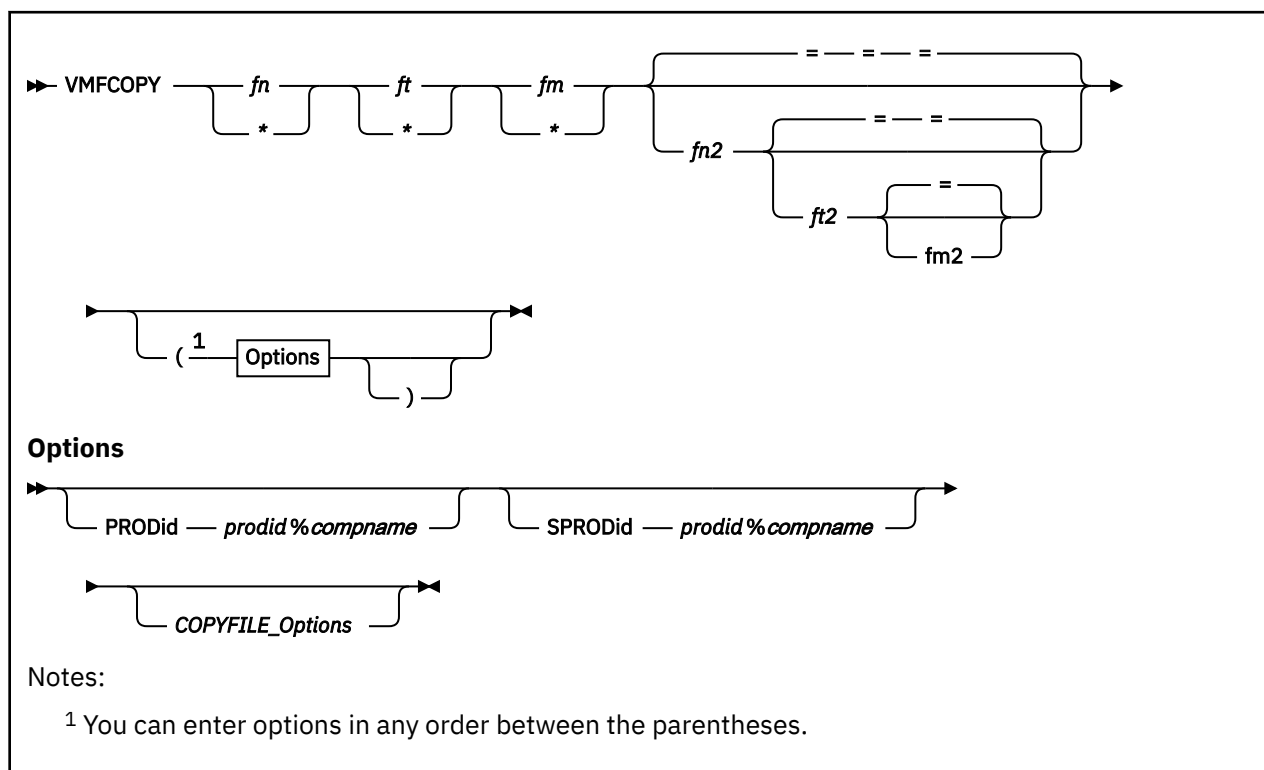 = = =
VMFCOPY fn ft fm
* * * = =
fn2
=
ft2
fm2
( 1 Options
)
Options
PRODid prodid%compname SPRODid prodid%compname
COPYFILE_Options
Notes:
1 You can enter options in any order between the parentheses.